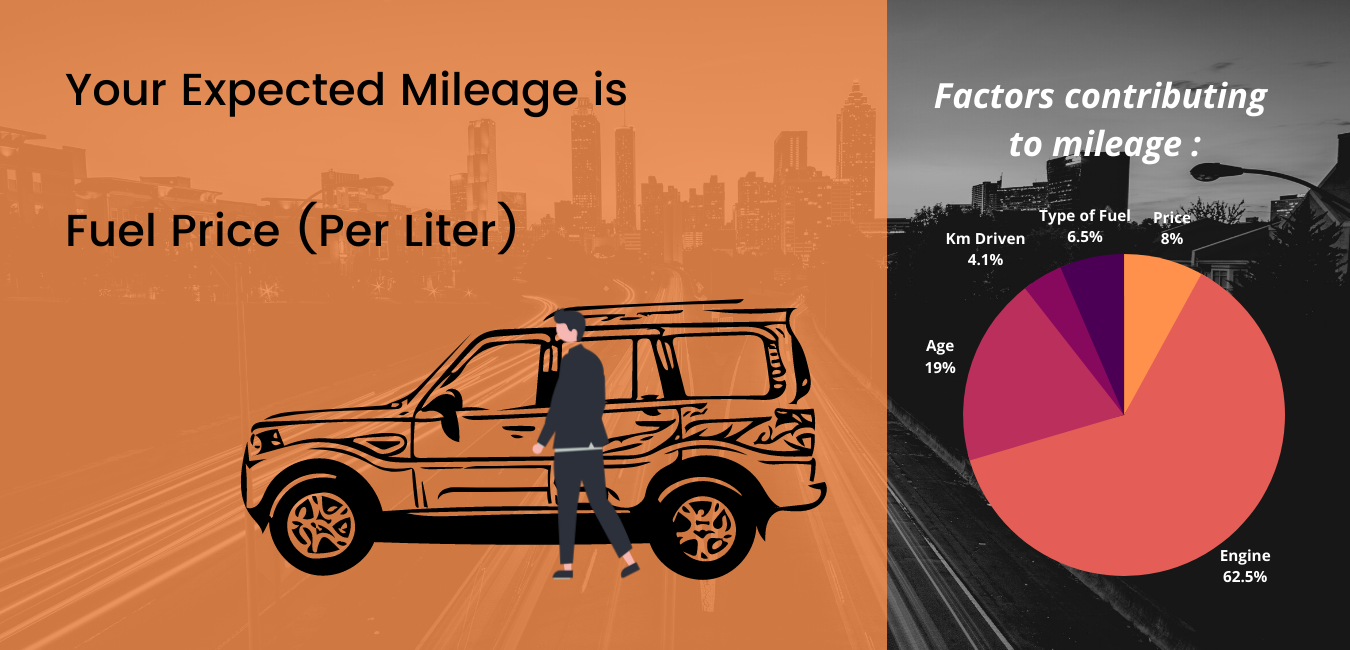 Your Expected Mileage is
Fuel Price (Per Liter)
Factors contributing
to mileage :
Type of Fuel
6.5%
Price
8%
Km Driven
4.1%
Age
19%
Engine
62.5%